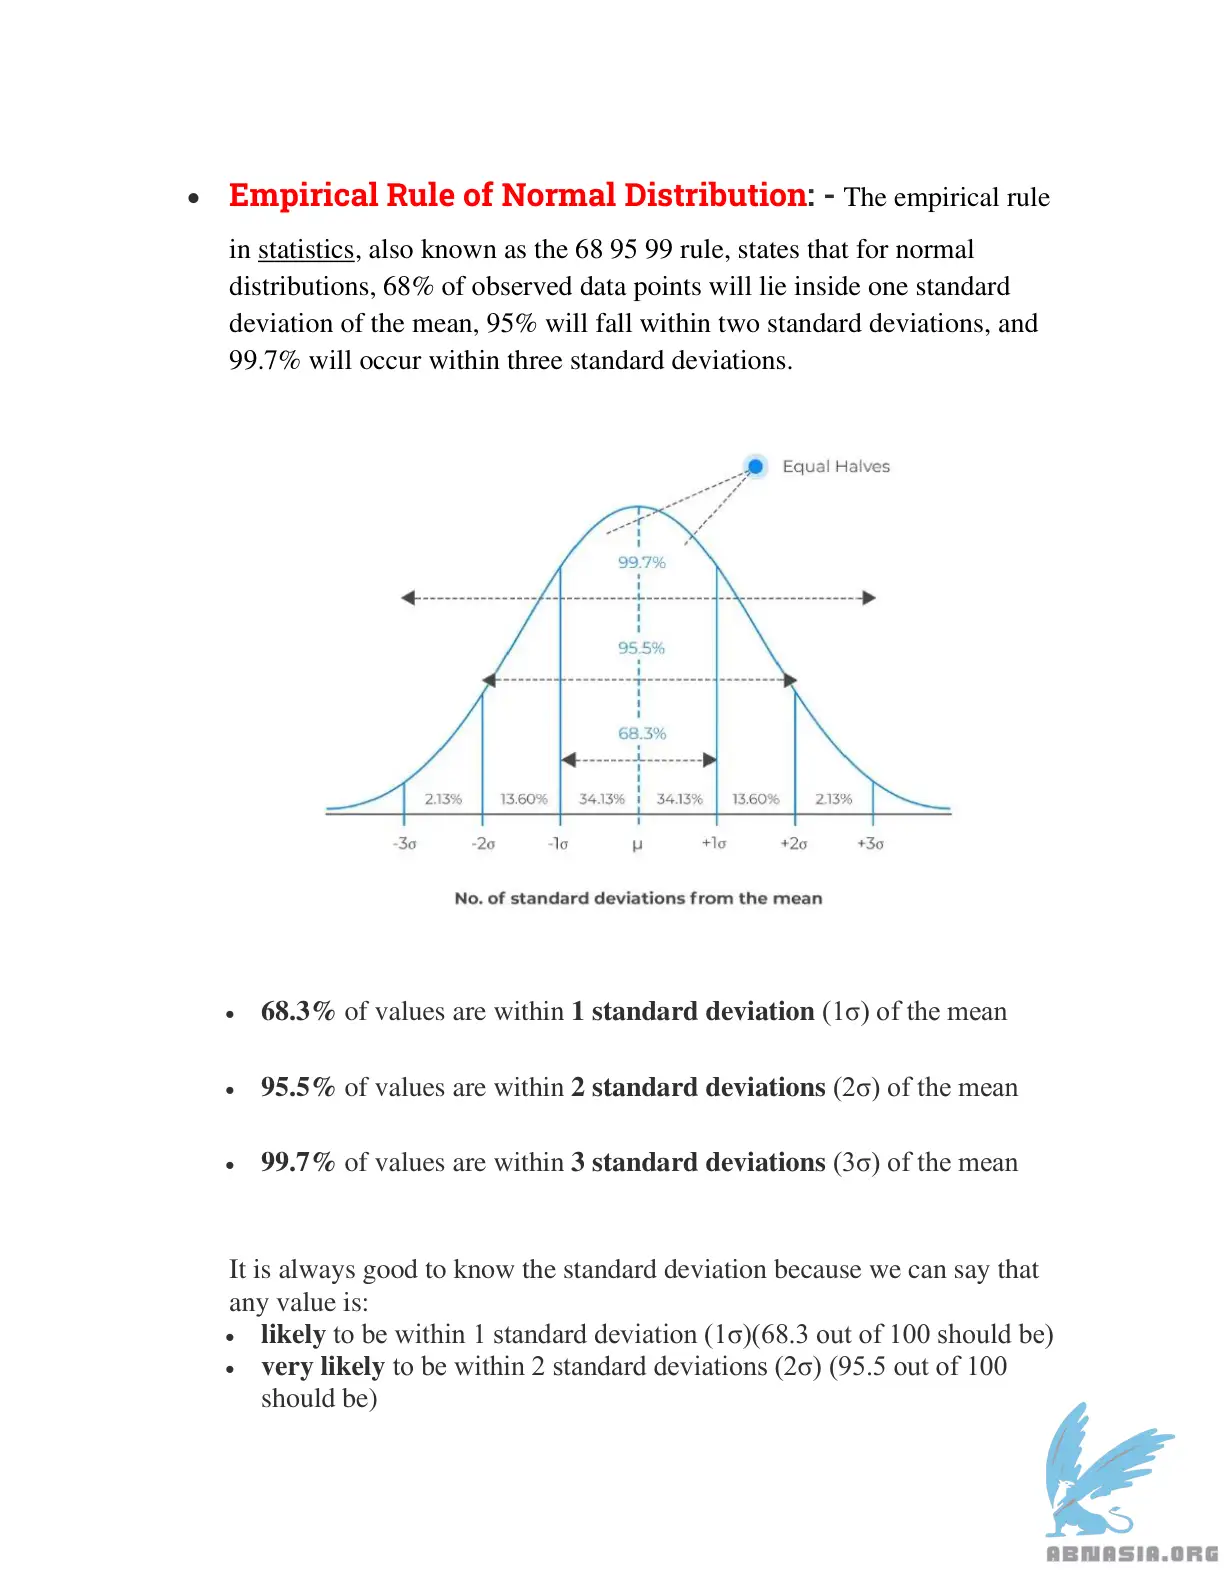 • Empirical Rule of Normal Distribution: - The empirical rule
in statistics, also known as the 68 95 99 rule, states that for normal
distributions, 68% of observed data points will lie inside one standard
deviation of the mean, 95% will fall within two standard deviations, and
99.7% will occur within three standard deviations.
Equal Halves
99.7%
95.5%
68.3%
2.13% 13.60% 34.13% 34.13% 13.60% 2.13%
-3σ -2σ -1σ μ +1σ +2σ +3σ
No. of standard deviations from the mean
• 68.3% of values are within 1 standard deviation (1σ) of the mean
• 95.5% of values are within 2 standard deviations (2σ) of the mean
• 99.7% of values are within 3 standard deviations (3σ) of the mean
It is always good to know the standard deviation because we can say that
any value is:
• likely to be within 1 standard deviation (1σ)(68.3 out of 100 should be)
• very likely to be within 2 standard deviations (2σ) (95.5 out of 100
should be)
ABNASIA.ORG